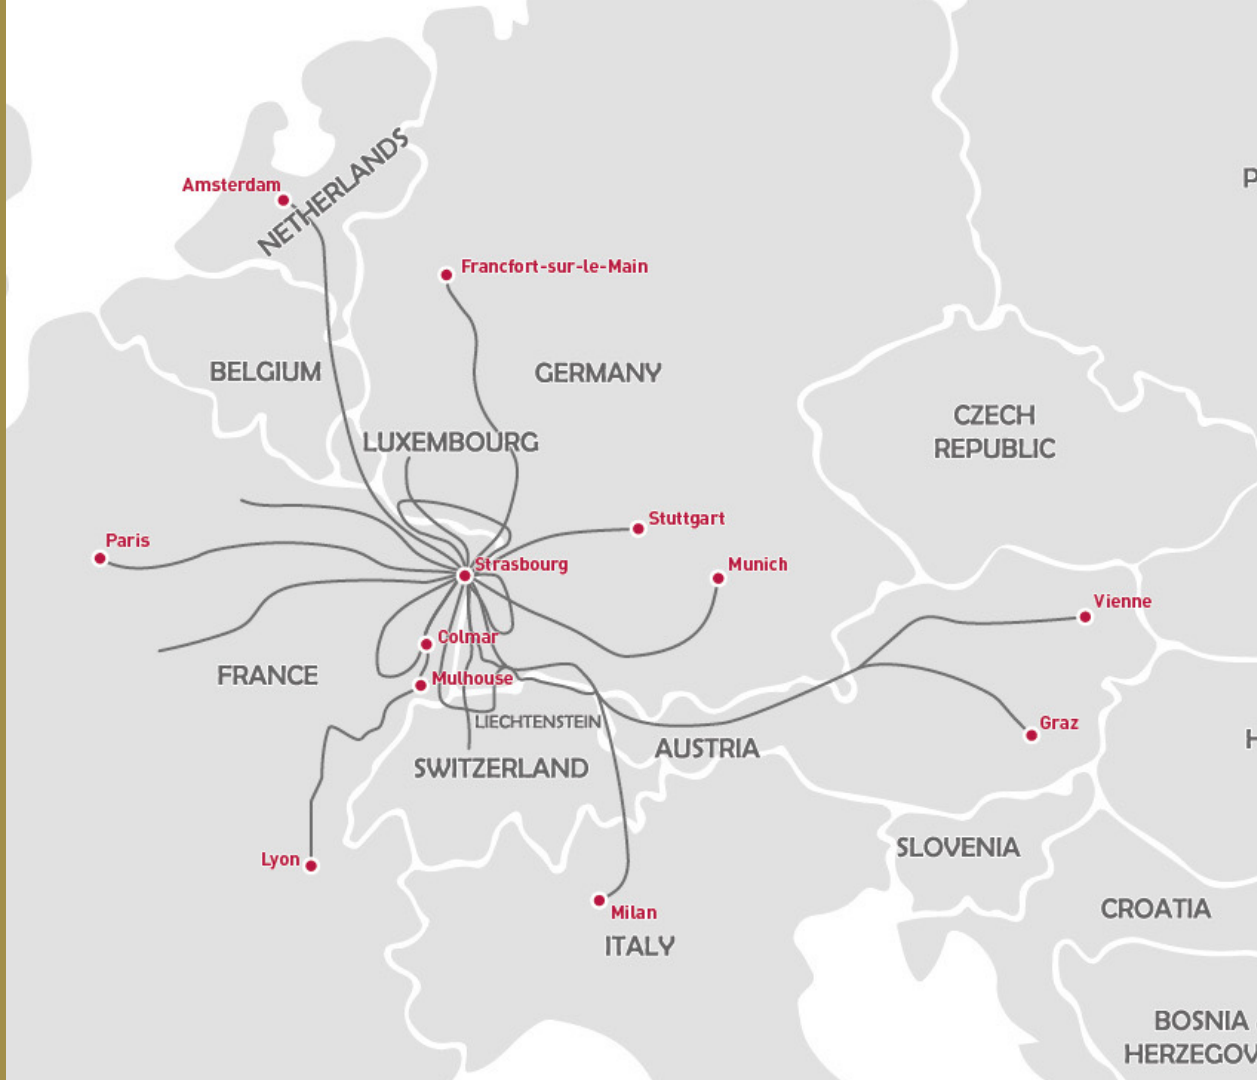 NETHERLANDS
P
Amsterdam
Francfort-sur-le-Main
BELGIUM
GERMANY
CZECH
REPUBLIC
LUXEMBOURG
Stuttgart
Paris
Strasbourg
Munich
Vienne
Colmar
FRANCE
Mulhouse
LIECHTENSTEIN
Graz
AUSTRIA
H
SWITZERLAND
SLOVENIA
Lyon
CROATIA
Milan
ITALY
BOSNIA
HERZEGOV